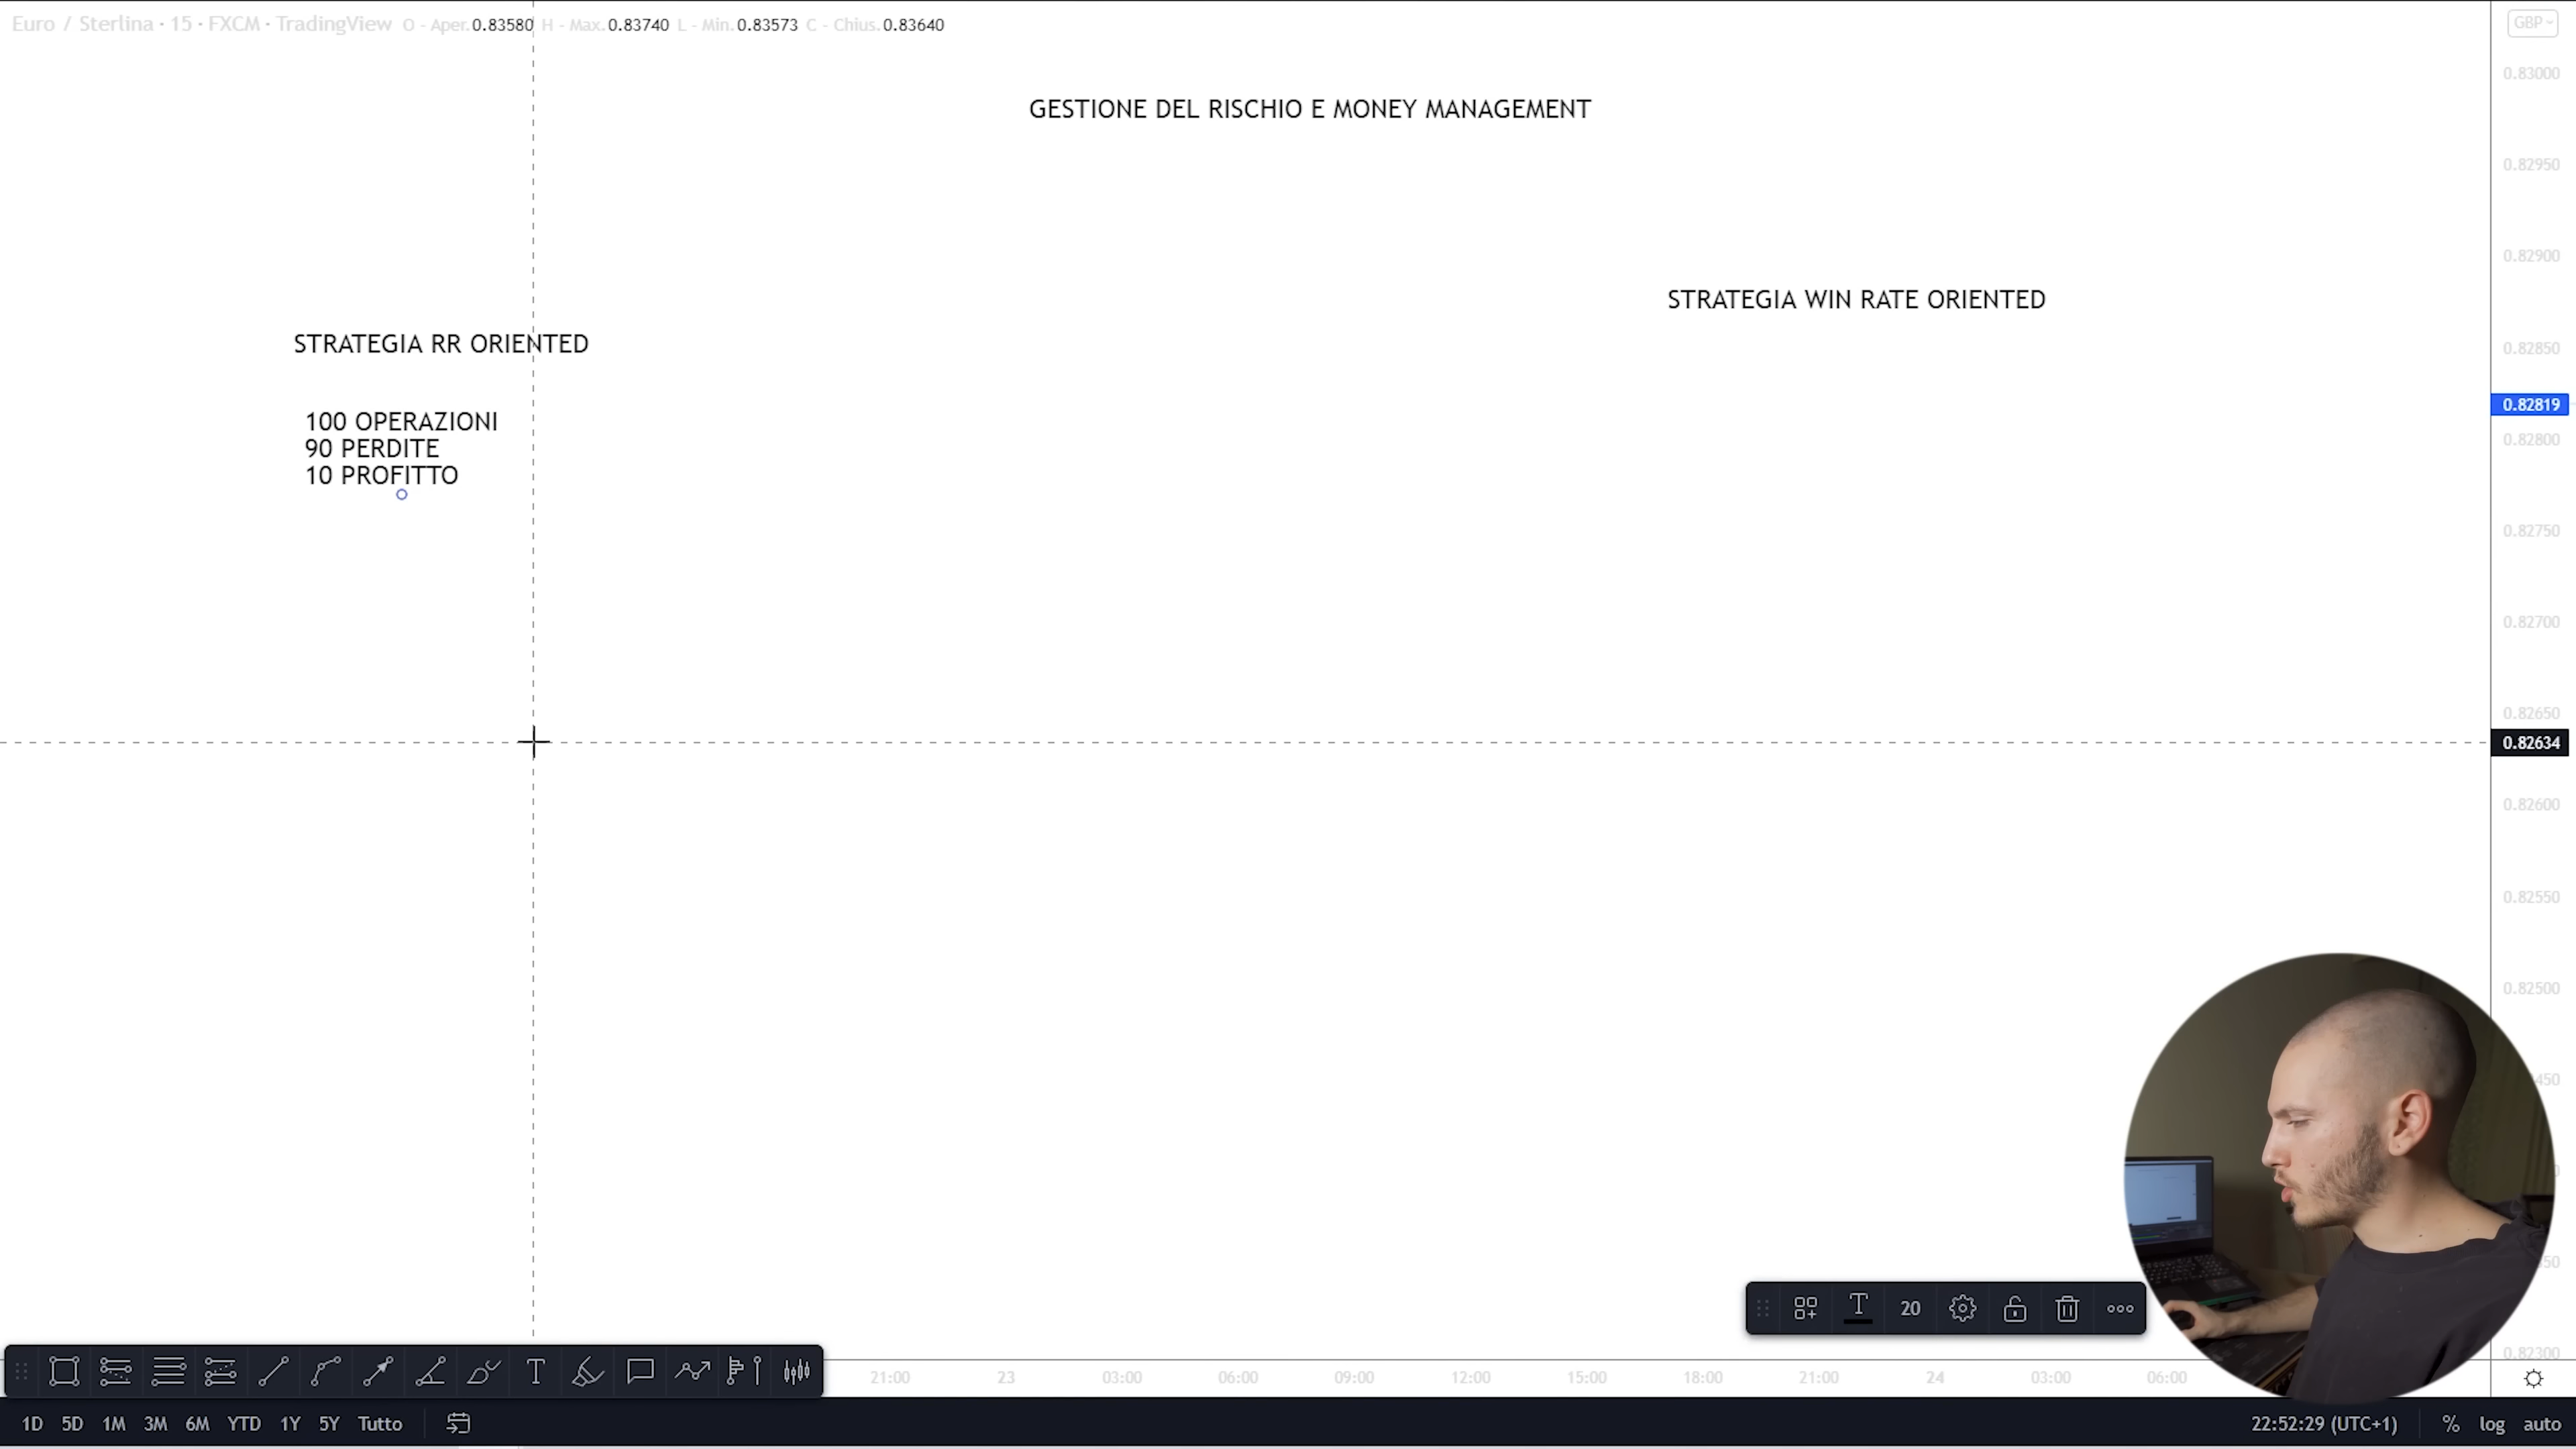 Euro / Sterlina · 15 · FXCM · TradingView O - Aper.0.83580 H - Max.0.83740 L - Min.0.83573 C - Chius.0.83640
GBP
GESTIONE DEL RISCHIO E MONEY MANAGEMENT
STRATEGIA WIN RATE ORIENTED
STRATEGIA RR ORIENTED
100 OPERAZIONI
90 PERDITE
10 PROFITTO
0.83000
0.82950
0.82900
0.82850
0.82819
0.82800
0.82750
0.82700
0.82650
0.82634
0.82600
0.82550
0.82500
450
0.82300
20
21:00 23 03:00 06:00 09:00 12:00 15:00 18:00 21:00 24 03:00 06:00
1D 5D 1M 3M 6M YTD 1Y 5Y Tutto 22:52:29 (UTC+1) % log auto